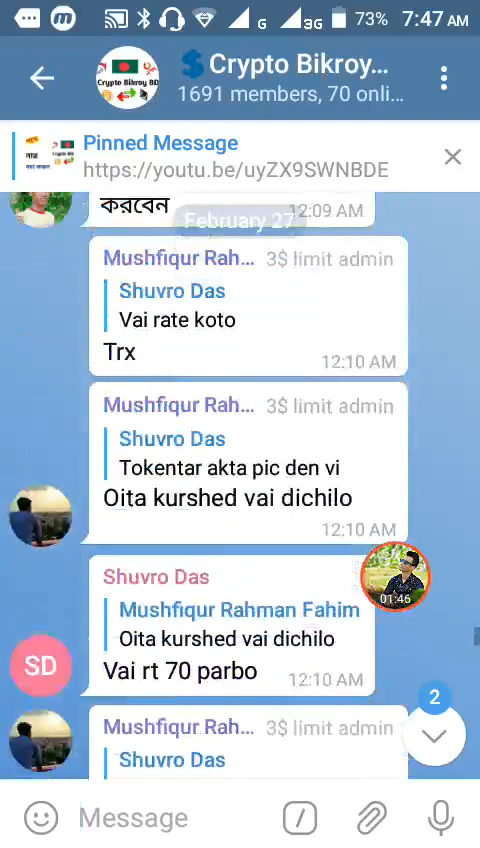 G
3G
73%
7:47 AM
Crypto Bikroy BD
💲Crypto Bikroy...
1691 members, 70 onli...
Pinned Message
https://youtu.be/uyZX9SWNBDE
করবেন
12:09 AM
February 27
Mushfiqur Rah... 3$ limit admin
Shuvro Das
Vai rate koto
Trx
12:10 AM
Mushfiqur Rah... 3$ limit admin
Shuvro Das
Tokentar akta pic den vi
Oita kurshed vai dichilo
12:10 AM
Shuvro Das
01:46
Mushfiqur Rahman Fahim
Oita kurshed vai dichilo
SD
Vai rt 70 parbo
12:10 AM
2
Mushfiqur Rah... 3$ limit admin
Shuvro Das
Message